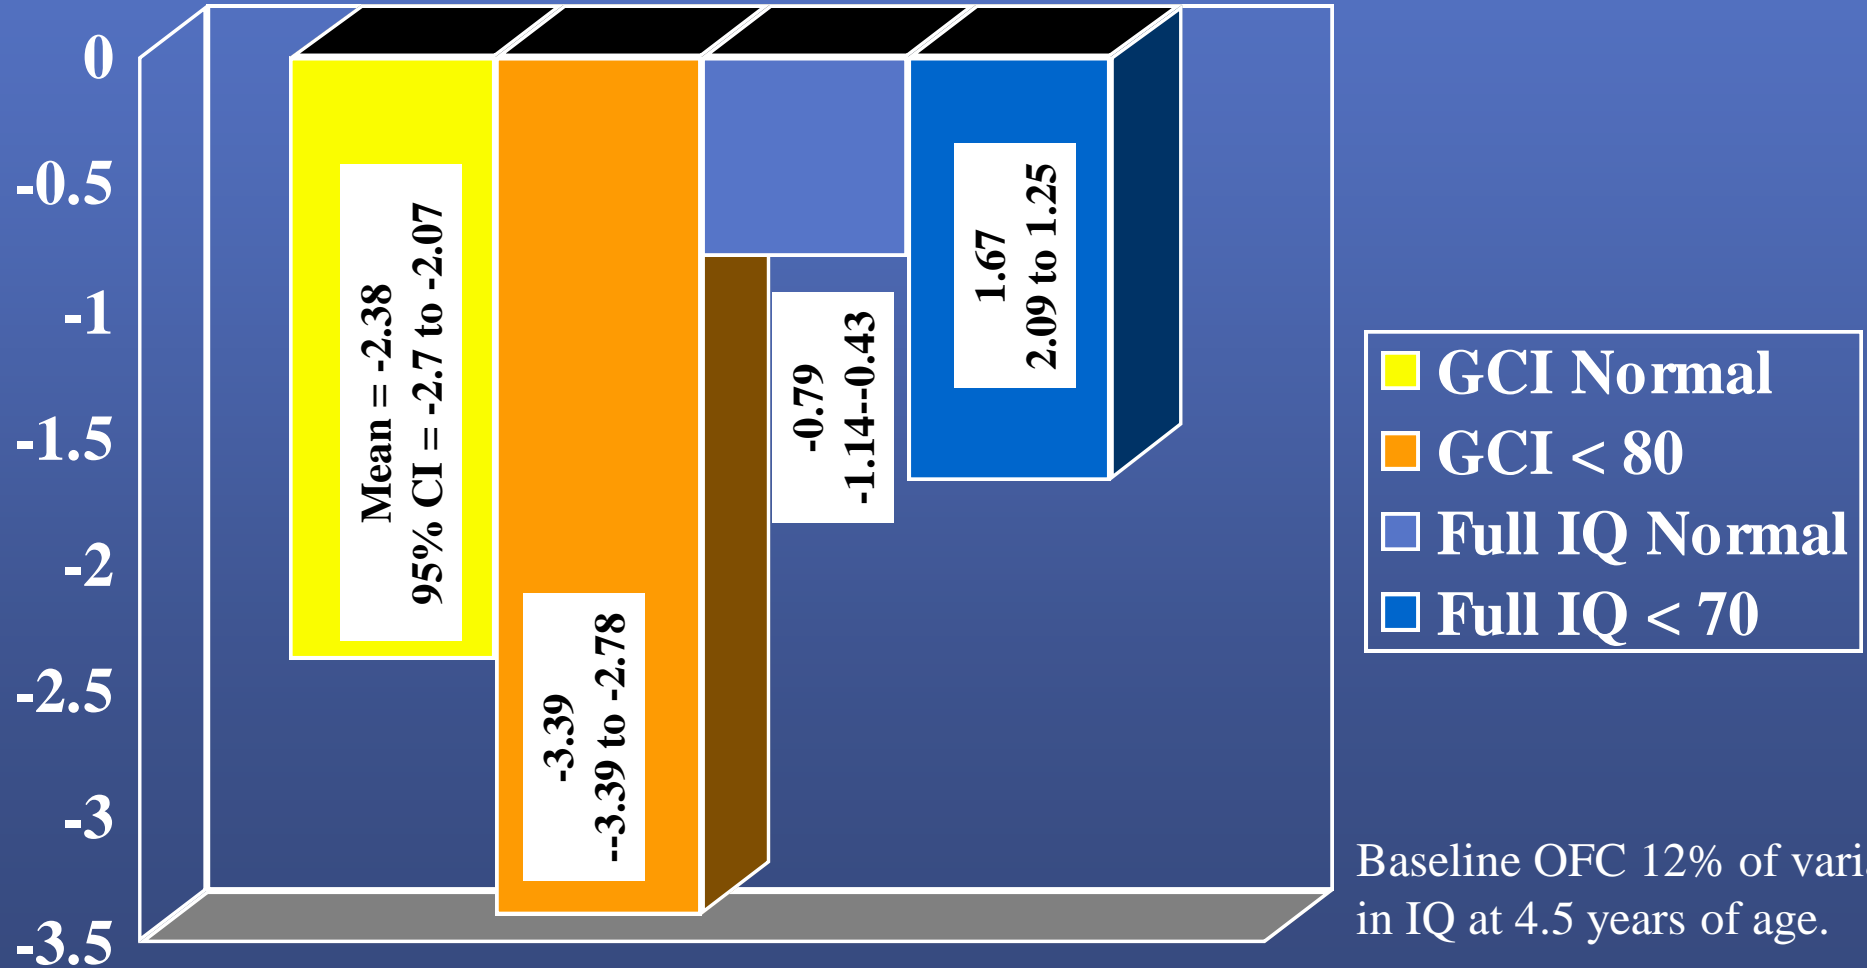 0
-0.5
-1
-1.5
-2
-2.5
-3
-3.5
Mean = -2.38
95% CI = -2.7 to -2.07
-3.39
--3.39 to -2.78
-0.79
-1.14--0.43
1.67
2.09 to 1.25
GCI Normal
GCI < 80
Full IQ Normal
Full IQ < 70
Baseline OFC 12% of
in IQ at 4.5 years of age.